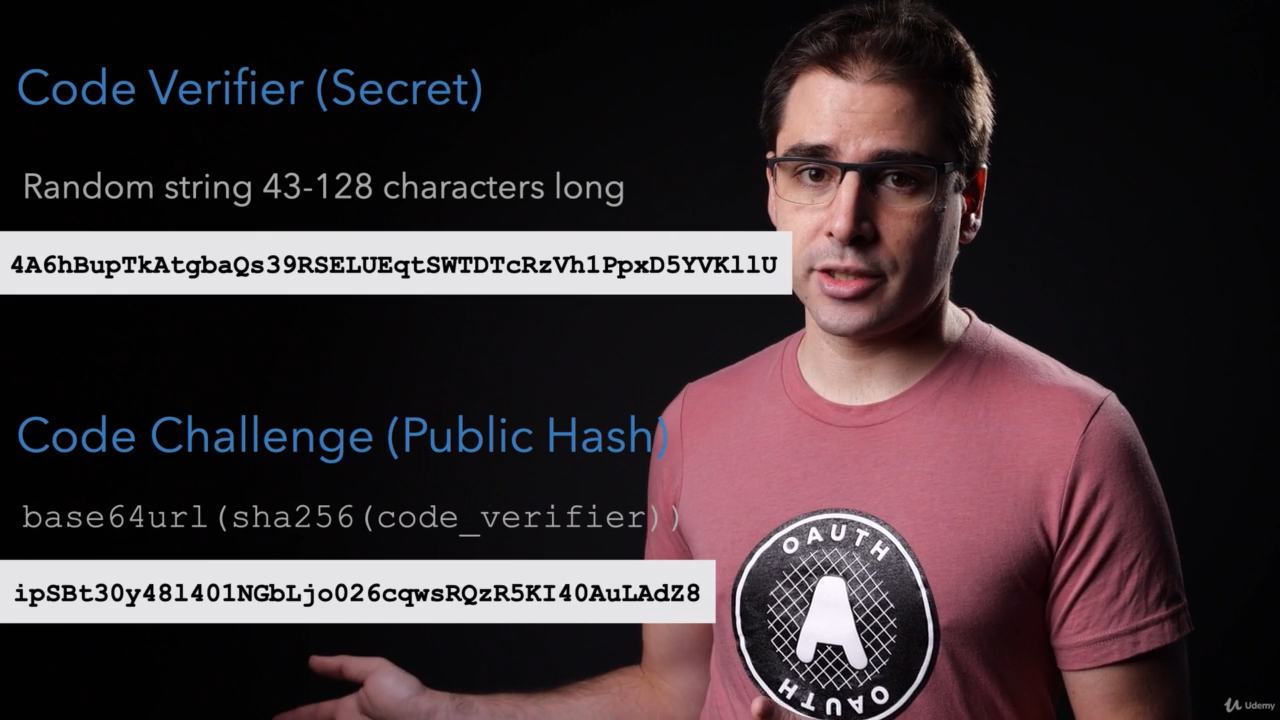 Code Verifier (Secret)
Random string 43-128 characters long
4A6hBupTkAtgbaQs39RSELUEqtSWTDTcRzVh1PpxD5YVKllU
Code Challenge (Public Hash)
base64url(sha256(code_verifier))
ipSBt30y48l401NGbLjo026cqwsRQzR5KI40AuLAdZ8
OAUTH
A
OAUTH
Udemy